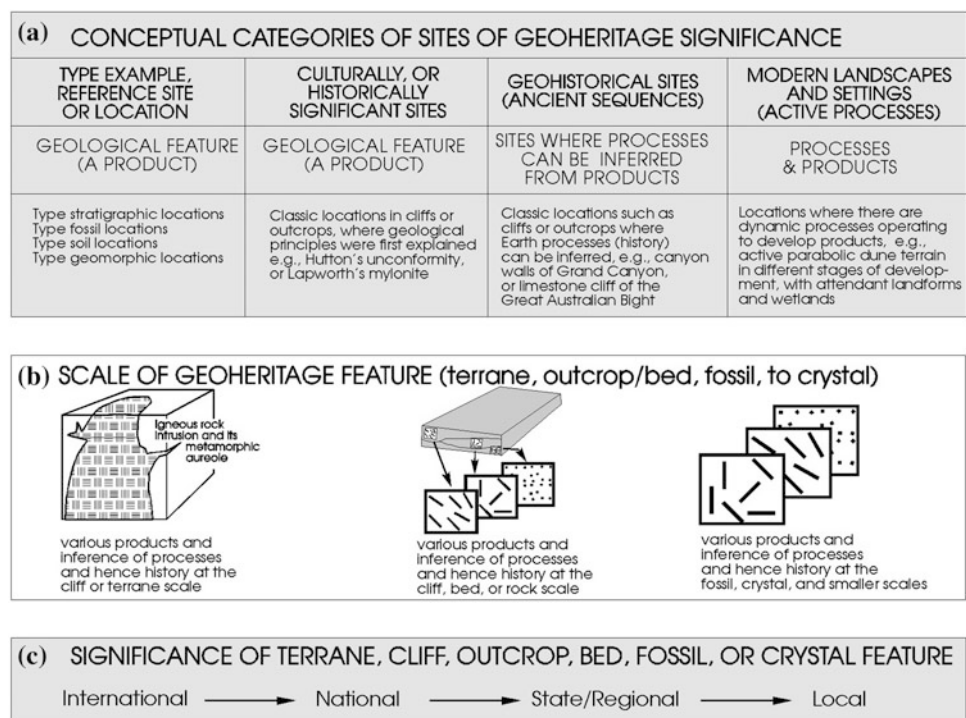 (a) CONCEPTUAL CATEGORIES OF SITES OF GEOHERITAGE SIGNIFICANCE
TYPE EXAMPLE,
REFERENCE SITE
OR LOCATION
GEOLOGICAL FEATURE
(A PRODUCT)
Type stratigraphic locations
Type fossil locations
Type soil locations
Type geomorphic locations
CULTURALLY, OR
HISTORICALLY
SIGNIFICANT SITES
GEOLOGICAL FEATURE
(A PRODUCT)
Classic locations in cliffs or
outcrops, where geological
principles were first explained
e.g., Hutton's unconformity,
or Lapworth's mylonite
GEOHISTORICAL SITES
(ANCIENT SEQUENCES)
SITES WHERE PROCESSES
CAN BE INFERRED
FROM PRODUCTS
Classic locations such as
cliffs or outcrops where
Earth processes (history)
can be inferred, e.g., canyon
walls of Grand Canyon,
or limestone cliff of the
Great Australian Bight
MODERN LANDSCAPES
AND SETTINGS
(ACTIVE PROCESSES)
PROCESSES
& PRODUCTS
Locations where there are
dynamic processes operating
to develop products, e.g.,
active parabolic dune terrain
in different stages of develop-
ment, with attendant landforms
and wetlands
(b) SCALE OF GEOHERITAGE FEATURE (terrane, outcrop/bed, fossil, to crystal)
Igneous rock
intrusion and its
metamorphic
aureole
various products and
inference of processes
and hence history at the
cliff or terrane scale
various products and
inference of processes
and hence history at the
cliff, bed, or rock scale
various products and
inference of processes
and hence history at the
fossil, crystal, and smaller scales
(c) SIGNIFICANCE OF TERRANE, CLIFF, OUTCROP, BED, FOSSIL, OR CRYSTAL FEATURE
International → National → State/Regional → Local